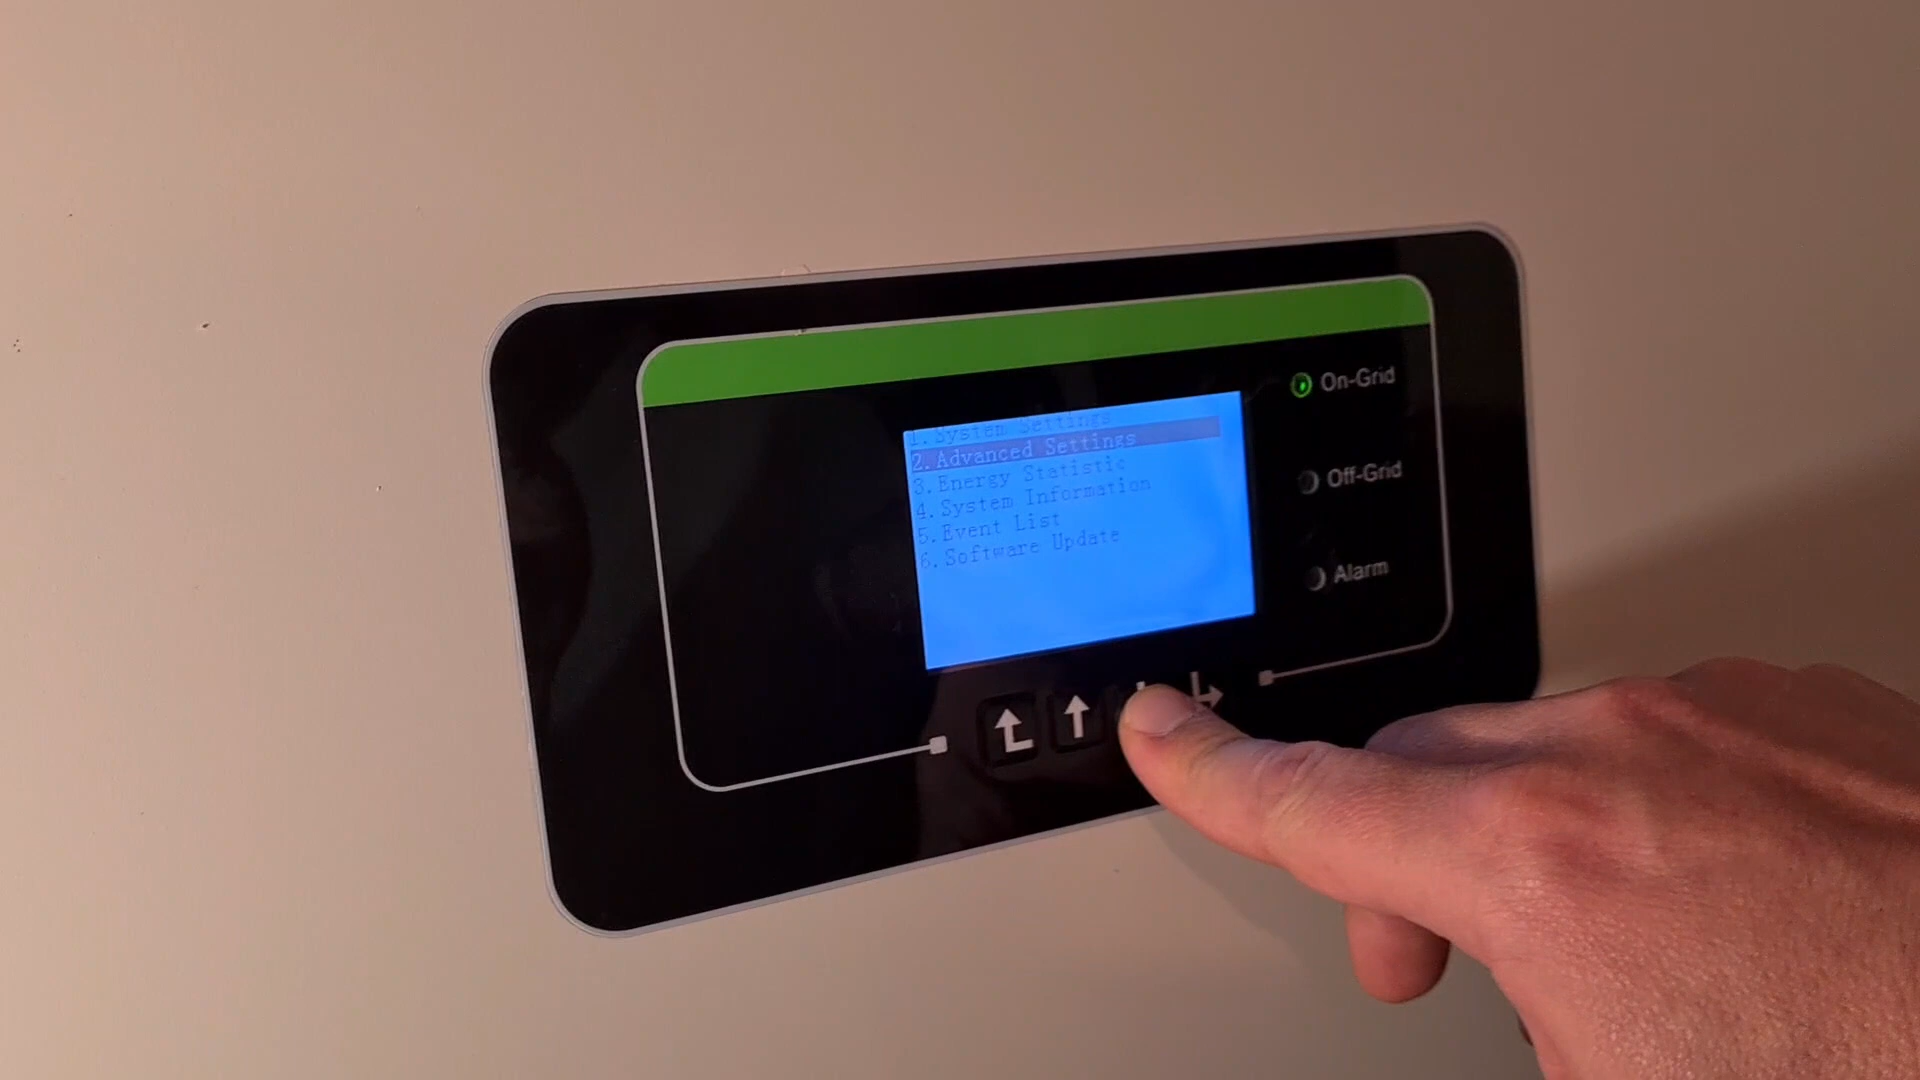 1.System Settings
2.Advanced Settings
3.Energy Statistic
4.System Information
5.Event List
6.Software Update
On-Grid
Off-Grid
Alarm